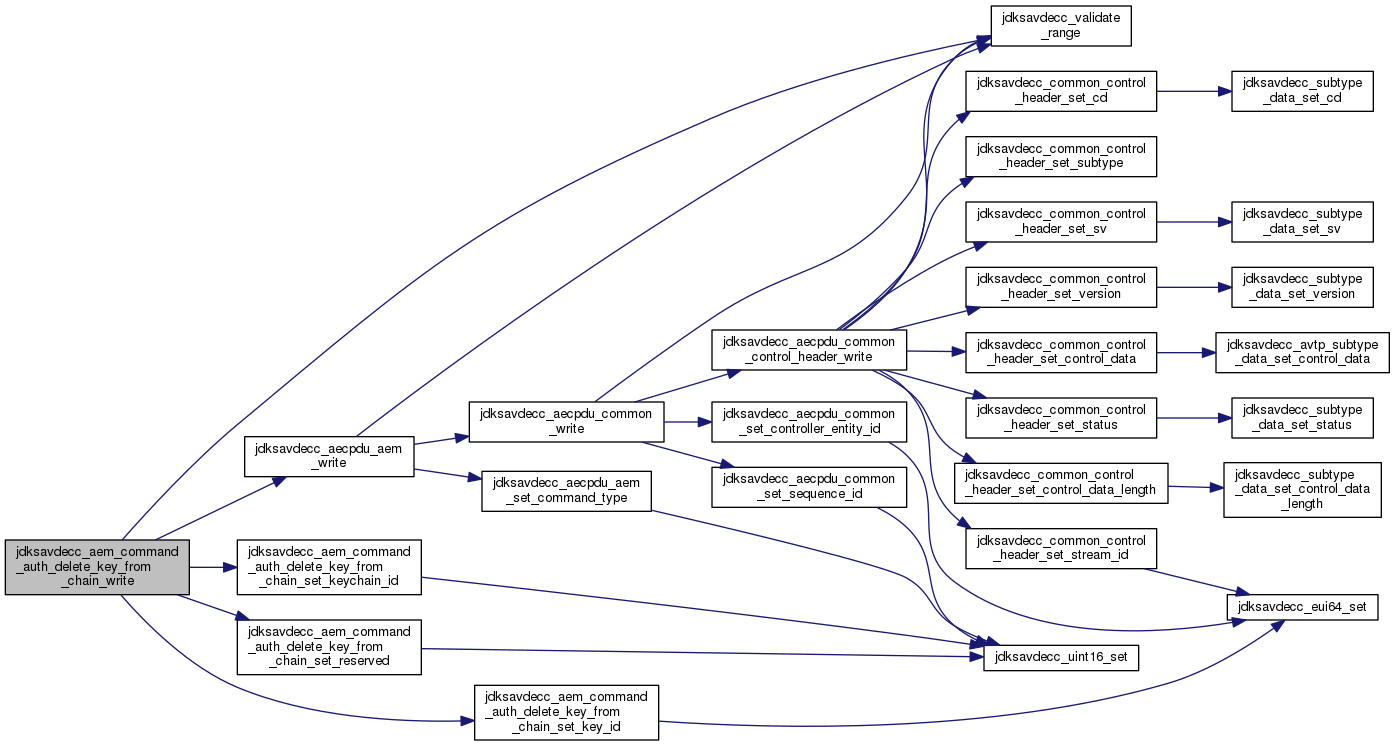 jdksavdecc_aem_command
_auth_delete_key_from
_chain_write
jdksavdecc_aecpdu_aem
_write
jdksavdecc_aem_command
_auth_delete_key_from
_chain_set_keychain_id
jdksavdecc_aem_command
_auth_delete_key_from
_chain_set_reserved
jdksavdecc_aecpdu_common
_write
jdksavdecc_aecpdu_aem
_set_command_type
jdksavdecc_aem_command
_auth_delete_key_from
_chain_set_key_id
jdksavdecc_aecpdu_common
_control_header_write
jdksavdecc_aecpdu_common
_set_controller_entity_id
jdksavdecc_aecpdu_common
_set_sequence_id
jdksavdecc_validate
_range
jdksavdecc_common_control
_header_set_cd
jdksavdecc_common_control
_header_set_subtype
jdksavdecc_common_control
_header_set_sv
jdksavdecc_common_control
_header_set_version
jdksavdecc_common_control
_header_set_control_data
jdksavdecc_common_control
_header_set_status
jdksavdecc_common_control
_header_set_control_data_length
jdksavdecc_common_control
_header_set_stream_id
jdksavdecc_uint16_set
jdksavdecc_subtype
_data_set_cd
jdksavdecc_subtype
_data_set_sv
jdksavdecc_subtype
_data_set_version
jdksavdecc_avtp_subtype
_data_set_control_data
jdksavdecc_subtype
_data_set_status
jdksavdecc_subtype
_data_set_control_data
_length
jdksavdecc_eui64_set